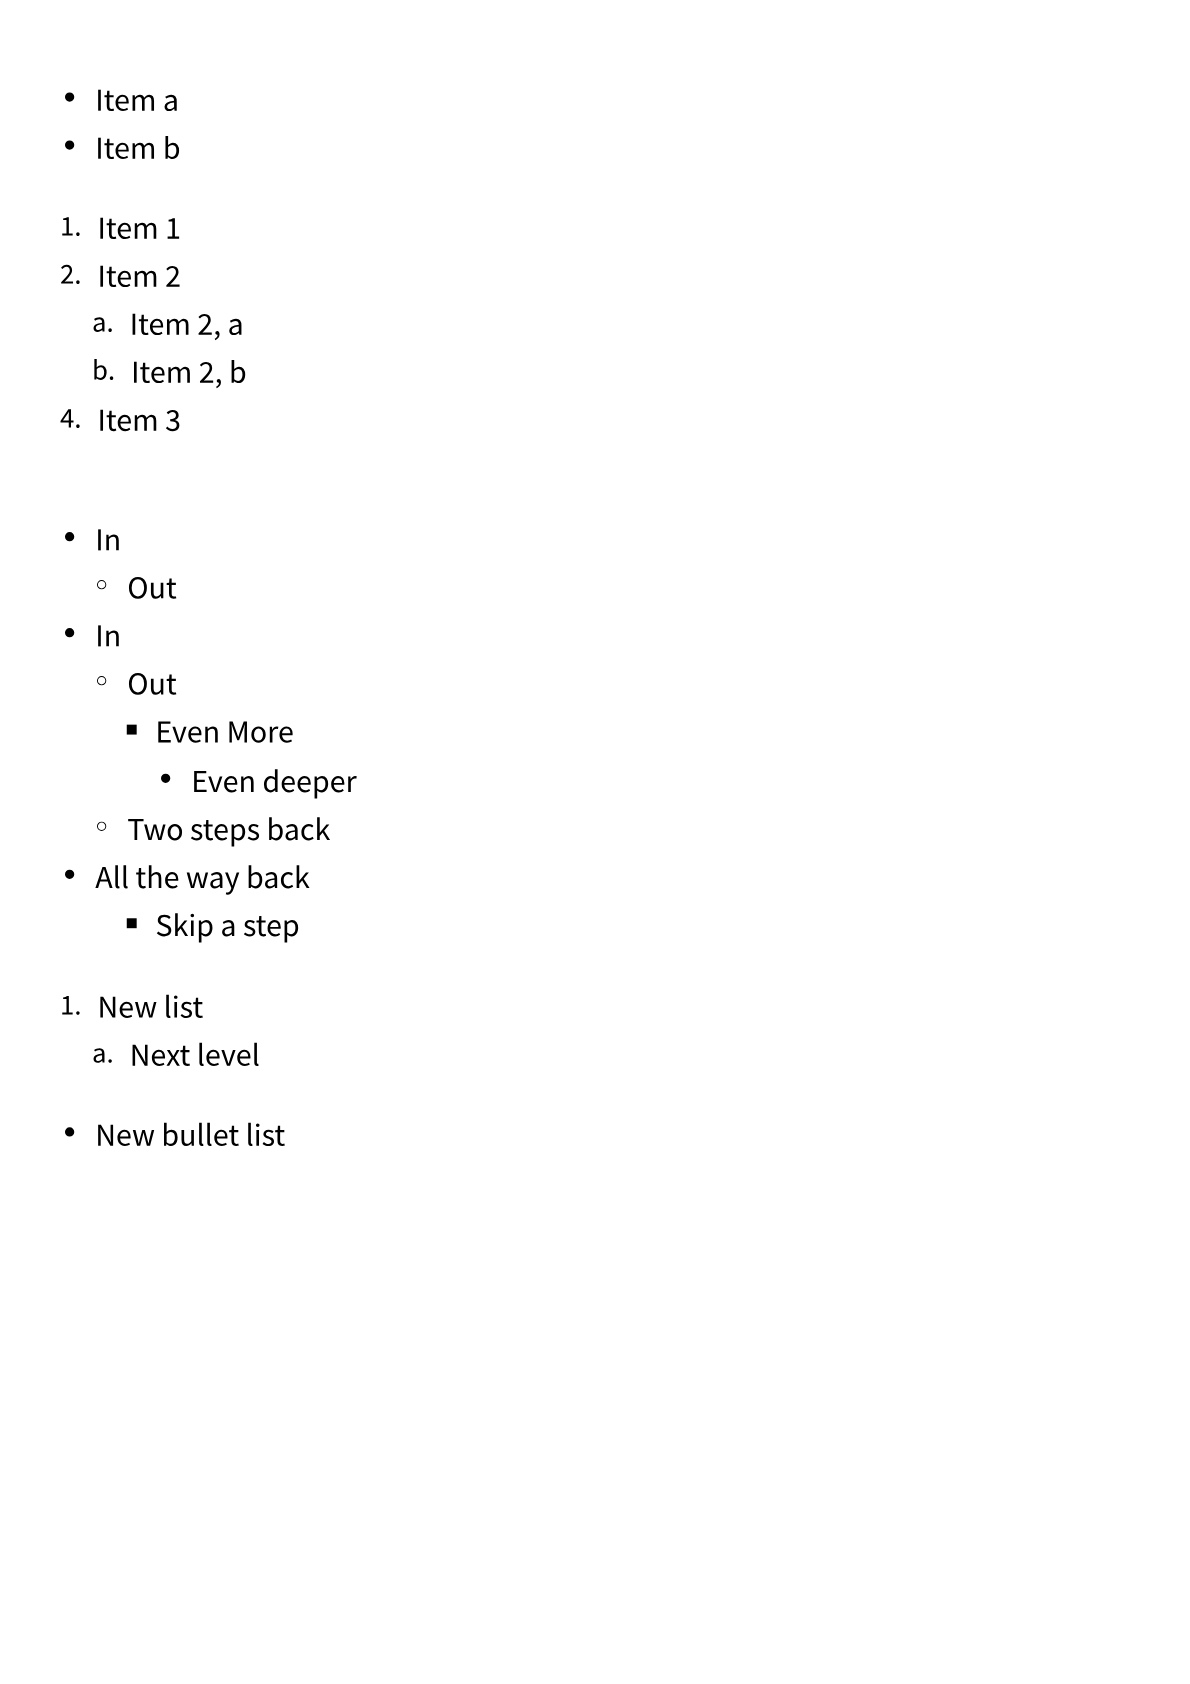 • Item a
• Item b
1. Item 1
2. Item 2
a. Item 2, a
b. Item 2, b
4. Item 3
• In
○ Out
• In
○ Out
▪ Even More
• Even deeper
○ Two steps back
• All the way back
▪ Skip a step
1. New list
a. Next level
• New bullet list